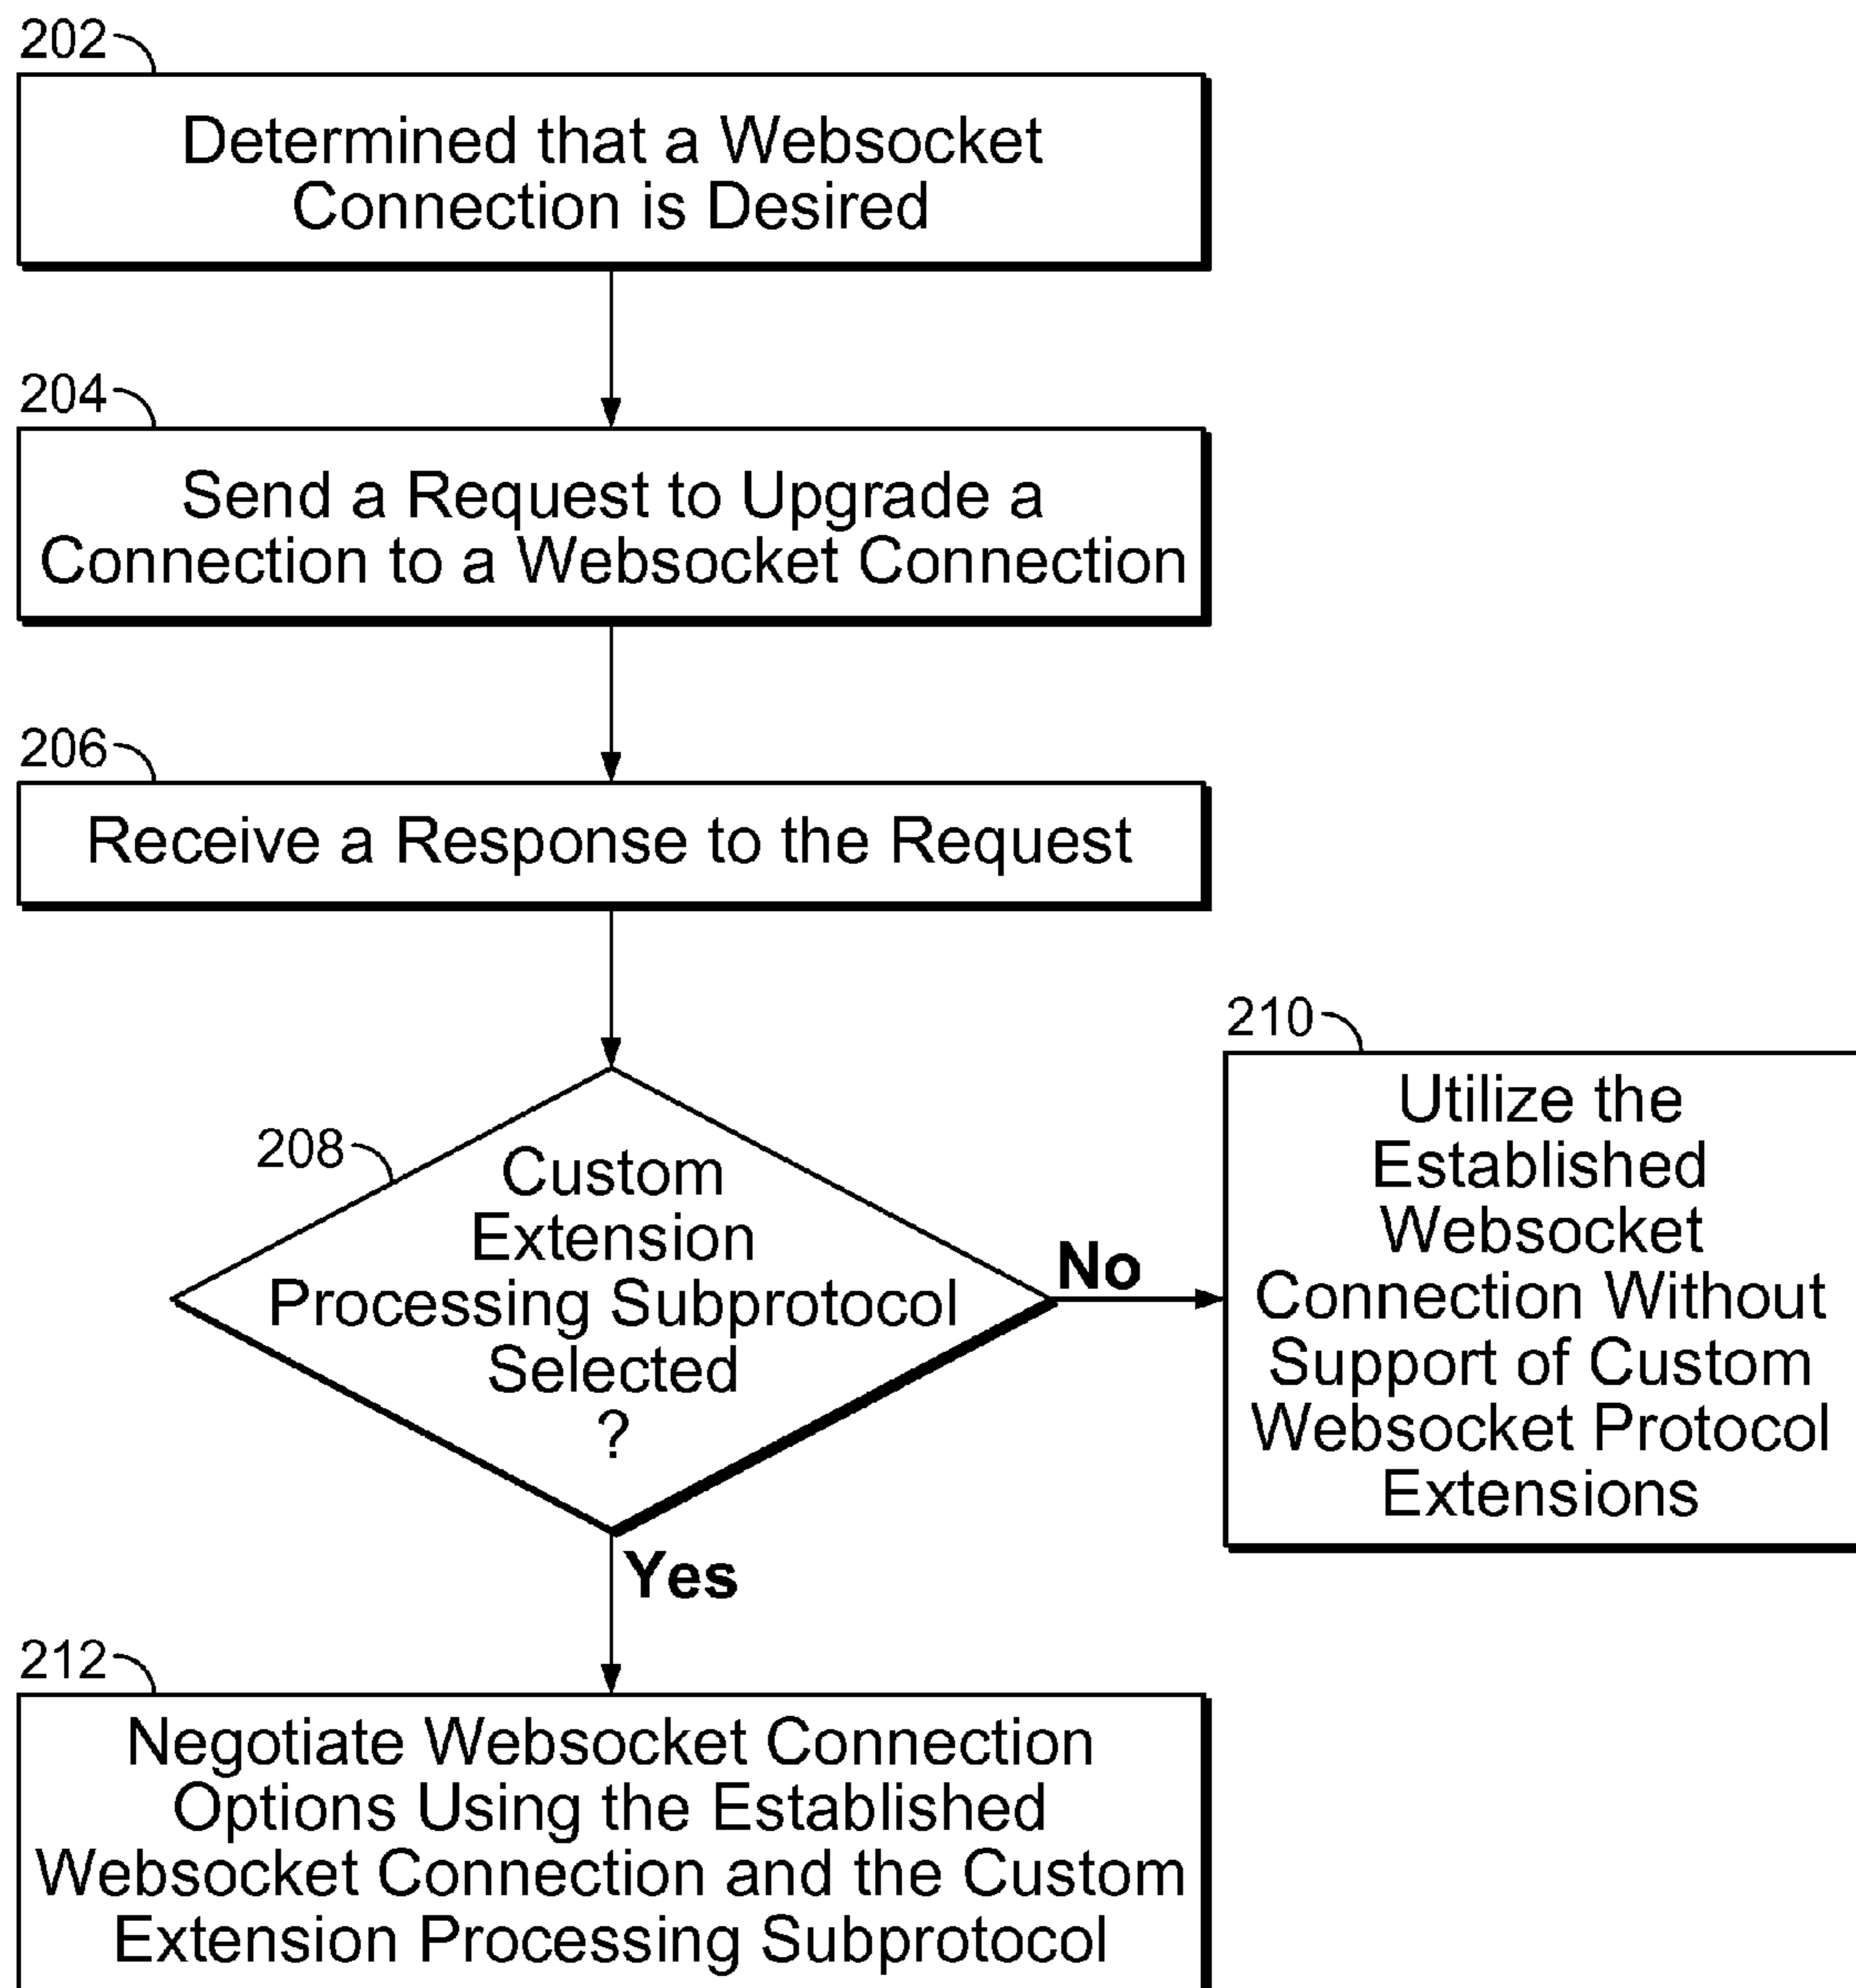 202
Determined that a Websocket
Connection is Desired
204
Send a Request to Upgrade a
Connection to a Websocket Connection
206
Receive a Response to the Request
208
Custom
Extension
Processing Subprotocol
Selected
?
No
210
Utilize the
Established
Websocket
Connection Without
Support of Custom
Websocket Protocol
Extensions
Yes
212
Negotiate Websocket Connection
Options Using the Established
Websocket Connection and the Custom
Extension Processing Subprotocol